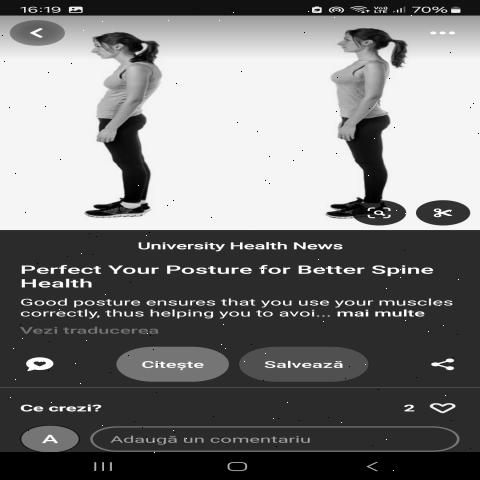 16:19 70%
University Health News
Perfect Your Posture for Better Spine
Health
Good posture ensures that you use your muscles
correctly, thus helping you to avoi... mai multe
Vezi traducerea
Citește Salvează
Ce crezi? 2
A Adaugă un comentariu